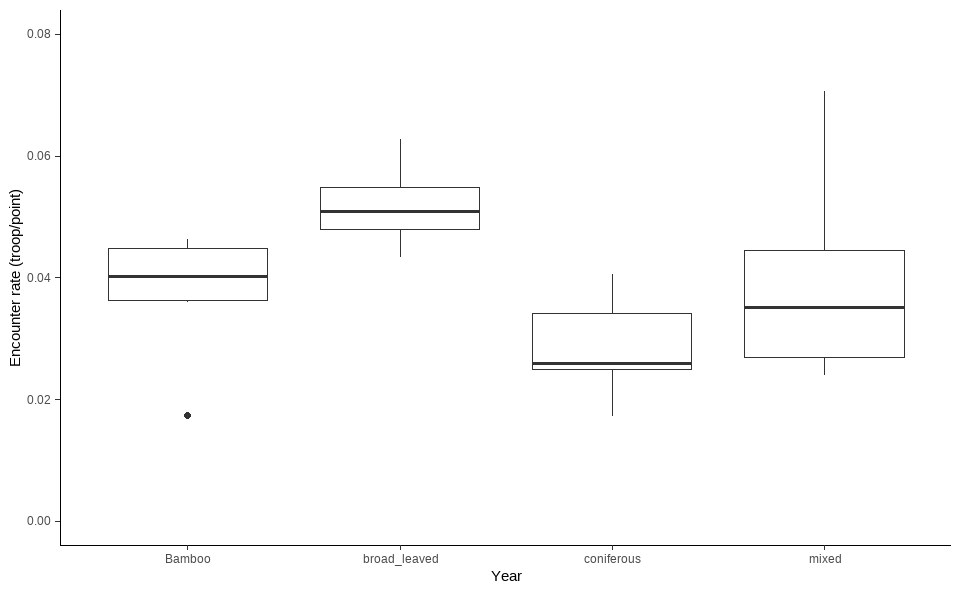 0.08
0.06
0.04
0.02
0.00
Encounter rate (troop/point)
Bamboo broad_leaved coniferous mixed
Year